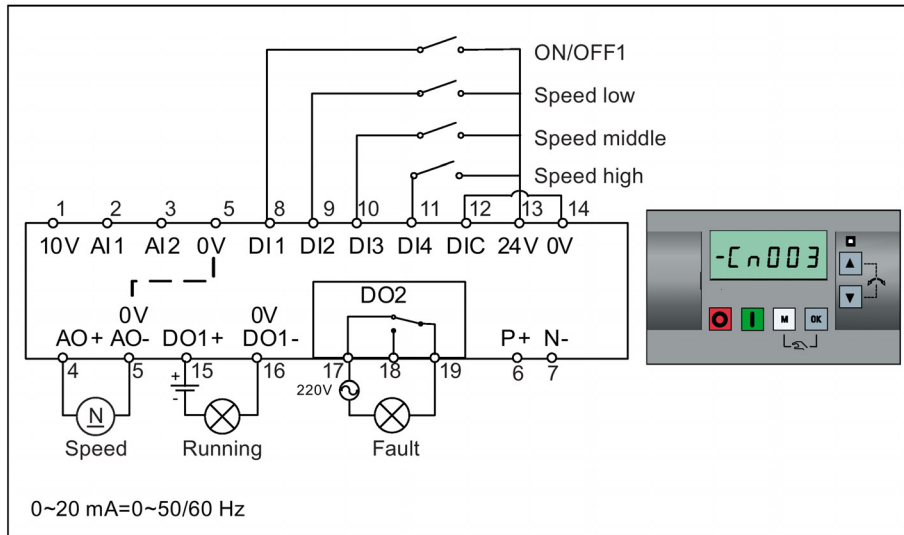 ON/OFF1
Speed low
Speed middle
Speed high
1 2 3 5 8 9 10 11 12 13 14
10V AI1 AI2 0V DI1 DI2 DI3 DI4 DIC 24V 0V
-Cn003
DO2
0V 0V
AO+ AO- DO1+ DO1- P+ N-
4 5 15 16 17 18 19 6 7
+
-
220V
N
M OK
Speed Running Fault
0~20 mA=0~50/60 Hz